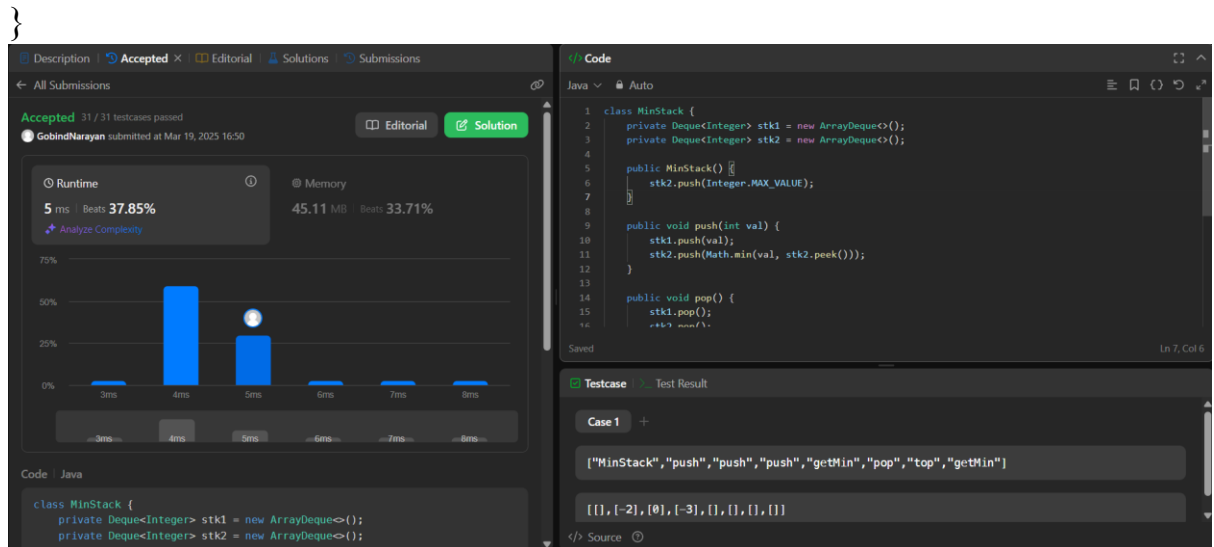 }
Description
Accepted
Editorial
Solutions
Submissions
All Submissions
Accepted 31 / 31 testcases passed
GobindNarayan submitted at Mar 19, 2025 16:50
Editorial
Solution
Runtime
5 ms Beats 37.85%
Analyze Complexity
Memory
45.11 MB Beats 33.71%
75%
50%
25%
0%
3ms 4ms 5ms 6ms 7ms 8ms
3ms 4ms 5ms 6ms 7ms 8ms
Code | Java
class MinStack {
private Deque<Integer> stk1 = new ArrayDeque<>();
private Deque<Integer> stk2 = new ArrayDeque<>();
</> Code
Java Auto
1 class MinStack {
2 private Deque<Integer> stk1 = new ArrayDeque<>();
3 private Deque<Integer> stk2 = new ArrayDeque<>();
4
5 public MinStack() {
6 stk2.push(Integer.MAX_VALUE);
7 }
8
9 public void push(int val) {
10 stk1.push(val);
11 stk2.push(Math.min(val, stk2.peek()));
12 }
13
14 public void pop() {
15 stk1.pop();
16 stk2.pop();
Saved
Ln 7, Col 6
Testcase
>_ Test Result
Case 1 +
["MinStack","push","push","push","getMin","pop","top","getMin"]
[[],[-2],[0],[-3],[],[],[],[]]
</> Source